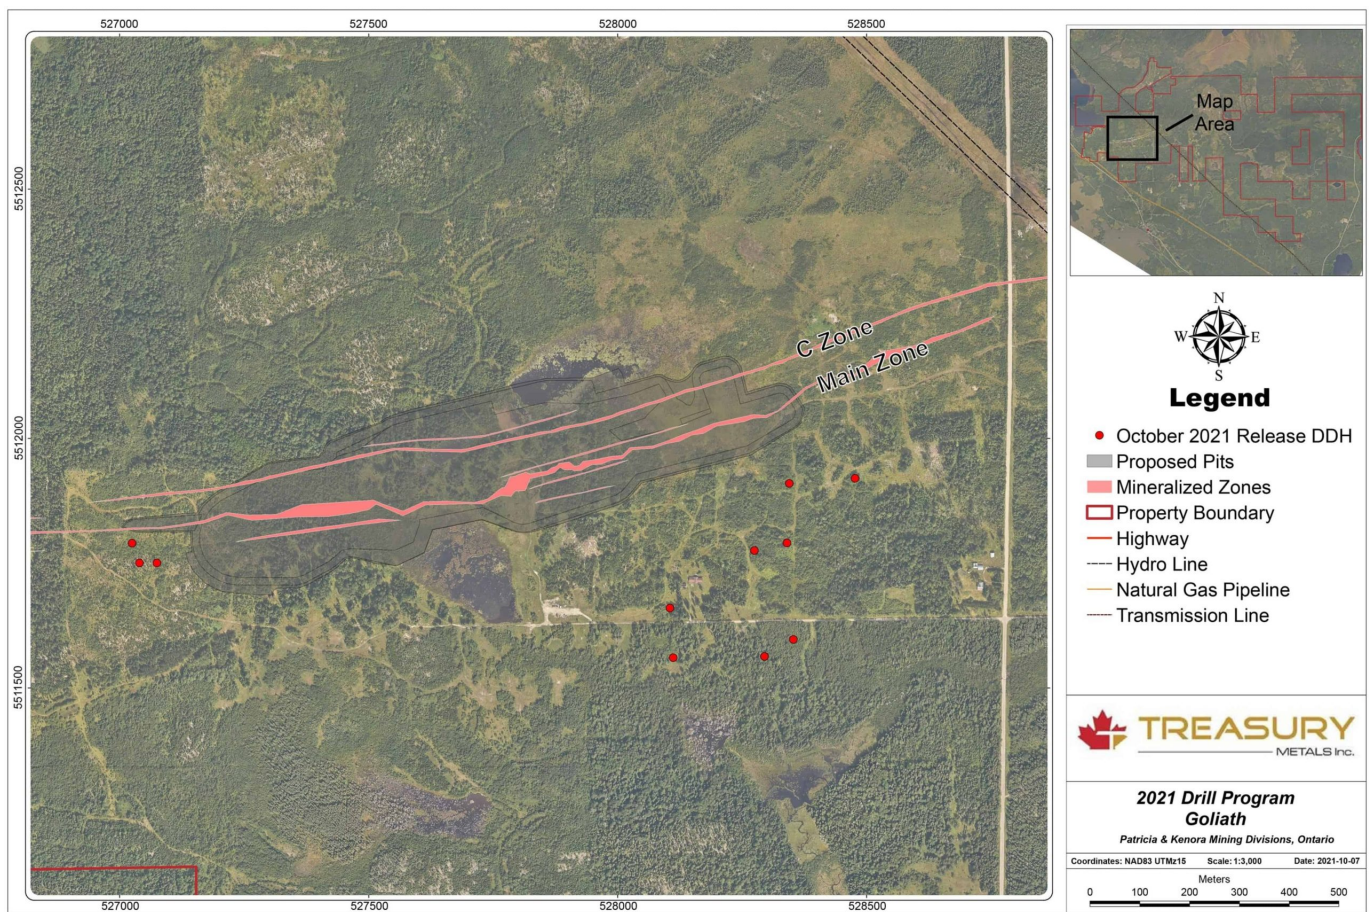 527000
527500
528000
528500
5512500
5512000
5511500
C Zone
Main Zone
527000
527500
528000
528500
Map
Area
N
W
E
S
Legend
October 2021 Release DDH
Proposed Pits
Mineralized Zones
Property Boundary
Highway
Hydro Line
Natural Gas Pipeline
Transmission Line
TREASURY
METALS Inc.
2021 Drill Program
Goliath
Patricia & Kenora Mining Divisions, Ontario
Coordinates: NAD83 UTMz15 Scale: 1:3,000 Date: 2021-10-07
Meters
0 100 200 300 400 500